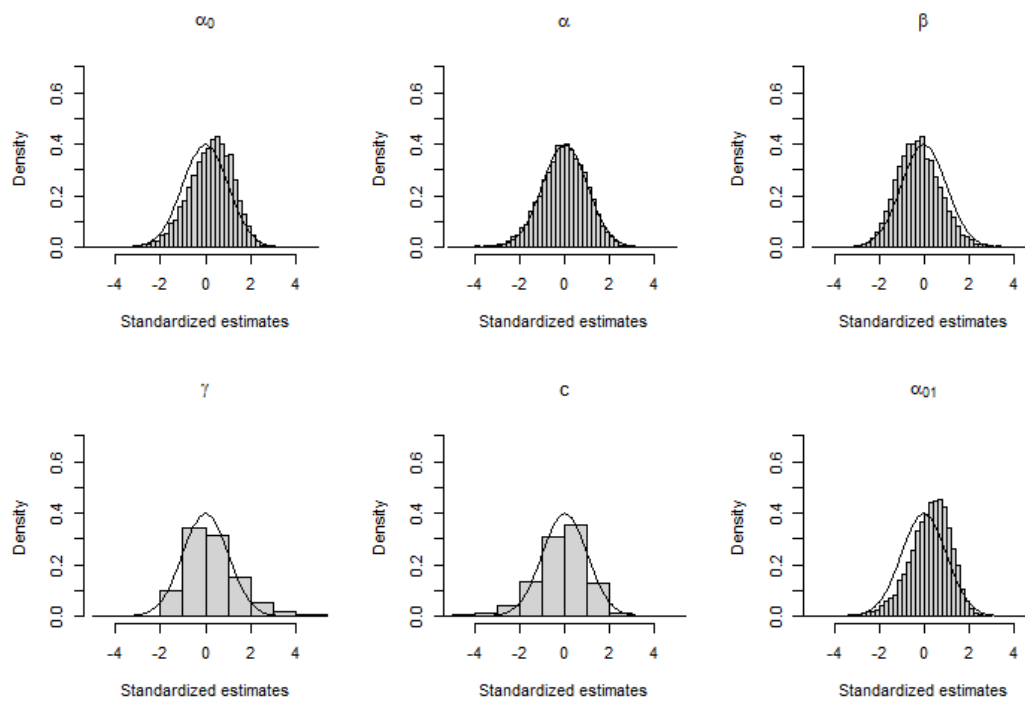 α0 α β
Density 0.0 0.2 0.4 0.6 Density 0.0 0.2 0.4 0.6 Density 0.0 0.2 0.4 0.6
-4 -2 0 2 4 -4 -2 0 2 4 -4 -2 0 2 4
Standardized estimates Standardized estimates Standardized estimates
γ c α01
Density 0.0 0.2 0.4 0.6 Density 0.0 0.2 0.4 0.6 Density 0.0 0.2 0.4 0.6
-4 -2 0 2 4 -4 -2 0 2 4 -4 -2 0 2 4
Standardized estimates Standardized estimates Standardized estimates